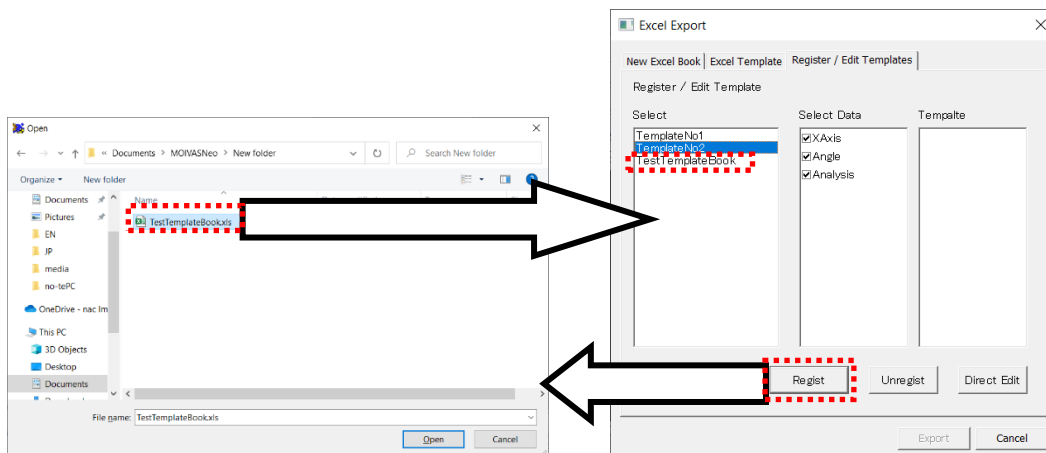 Open
« Documents > MOIVASNeo > New folder
Search New folder
Organize
New folder
Documents
Pictures
EN
JP
media
no-tePC
OneDrive - nac Im
This PC
3D Objects
Desktop
Documents
Name
TestTemplateBook.xls
File name:
TestTemplateBook.xls
Open
Cancel
Excel Export
New Excel Book
Excel Template
Register / Edit Templates
Register / Edit Template
Select
Select Data
Tempalte
TemplateNo1
TemplateNo2
TestTemplateBook
XAxis
Angle
Analysis
Regist
Unregist
Direct Edit
Export
Cancel